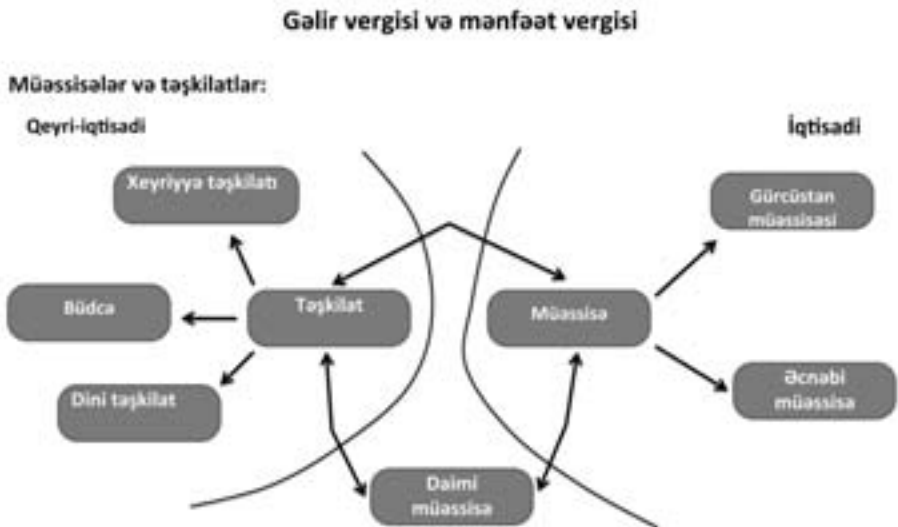 Gəlir vergisi və mənfəət vergisi
Müəssisələr və təşkilatlar:
Qeyri-iqtisadi
İqtisadi
Xeyriyyə təşkilatı
Gürcüstan
müəssisəsi
Büdcə
Təşkilat
Müəssisə
Dini təşkilat
Əcnəbi
müəssisə
Daimi
müəssisə